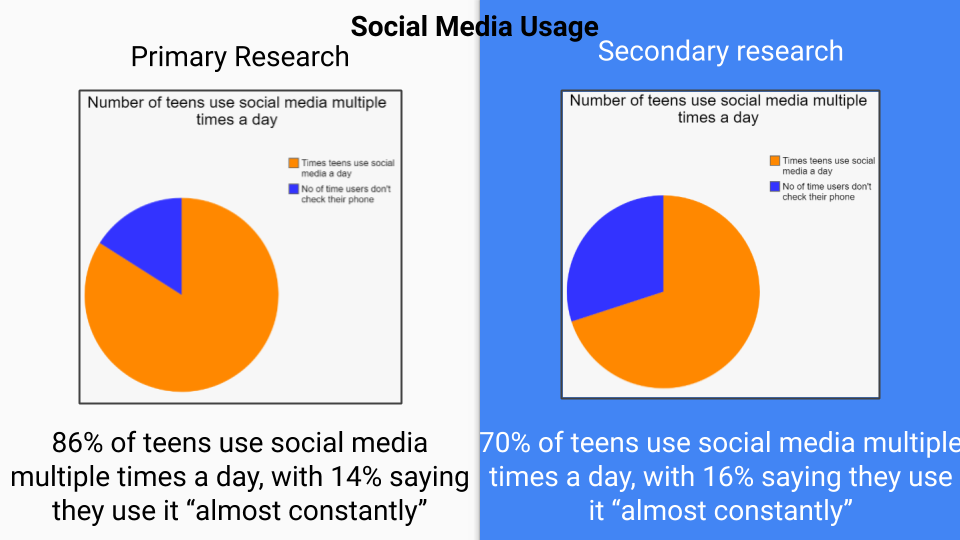 Social Media Usage
Primary Research
Number of teens use social media multiple
times a day
Times teens use social
media a day
No of time users don't
check their phone
86% of teens use social media
multiple times a day, with 14% saying
they use it “almost constantly”
Secondary research
Number of teens use social media multiple
times a day
Times teens use social
media a day
No of time users don't
check their phone
70% of teens use social media multiple
times a day, with 16% saying they use
it “almost constantly”